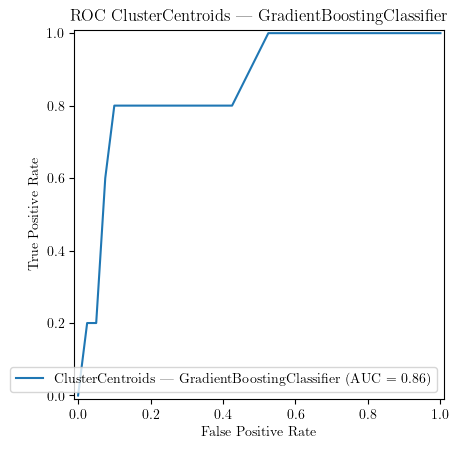 ROC ClusterCentroids — GradientBoostingClassifier
1.0
0.8
0.6
0.4
0.2
0.0
True Positive Rate
ClusterCentroids — GradientBoostingClassifier (AUC = 0.86)
0.0 0.2 0.4 0.6 0.8 1.0
False Positive Rate